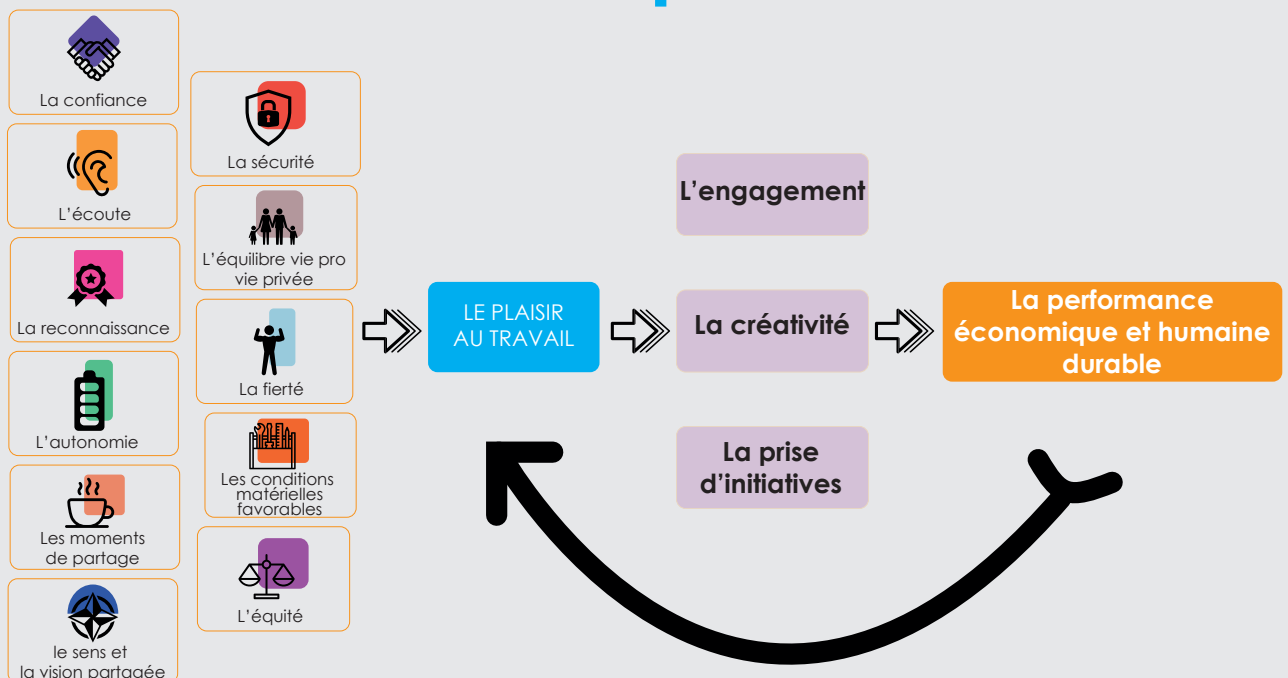 La confiance
L'écoute
La reconnaissance
L'autonomie
Les moments
de partage
le sens et
la vision partagée
La sécurité
L'équilibre vie pro
vie privée
La fierté
Les conditions
matérielles
favorables
L'équité
LE PLAISIR
AU TRAVAIL
L'engagement
La créativité
La prise
d'initiatives
La performance
économique et humaine
durable